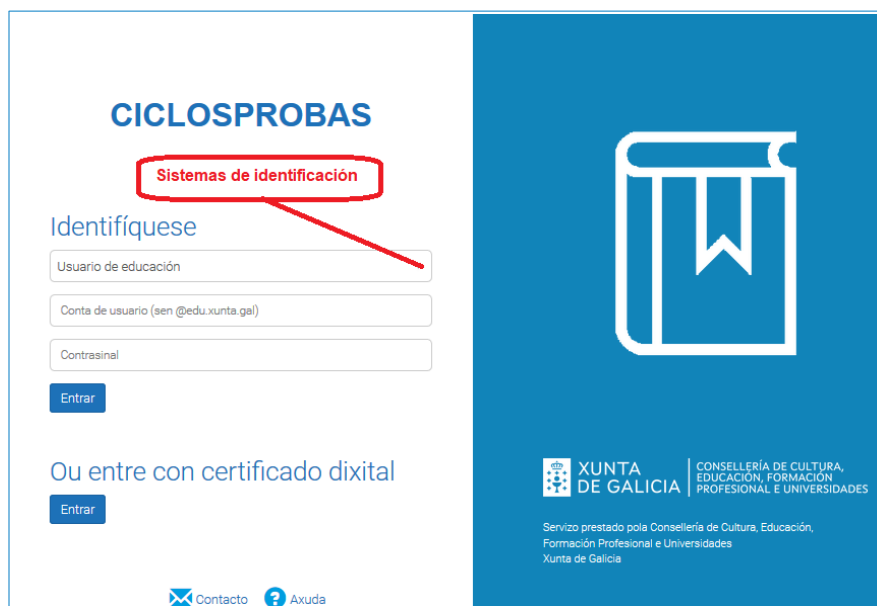 CICLOSPROBAS
Sistemas de identificación
Identifíquese
Usuario de educación
Conta de usuario (sen @edu.xunta.gal)
Contrasinal
Entrar
Ou entre con certificado dixital
Entrar
Contacto
Axuda
XUNTA
DE GALICIA
CONSELLERÍA DE CULTURA,
EDUCACIÓN, FORMACIÓN
PROFESIONAL E UNIVERSIDADES
Servizo prestado pola Consellería de Cultura, Educación,
Formación Profesional e Universidades
Xunta de Galicia